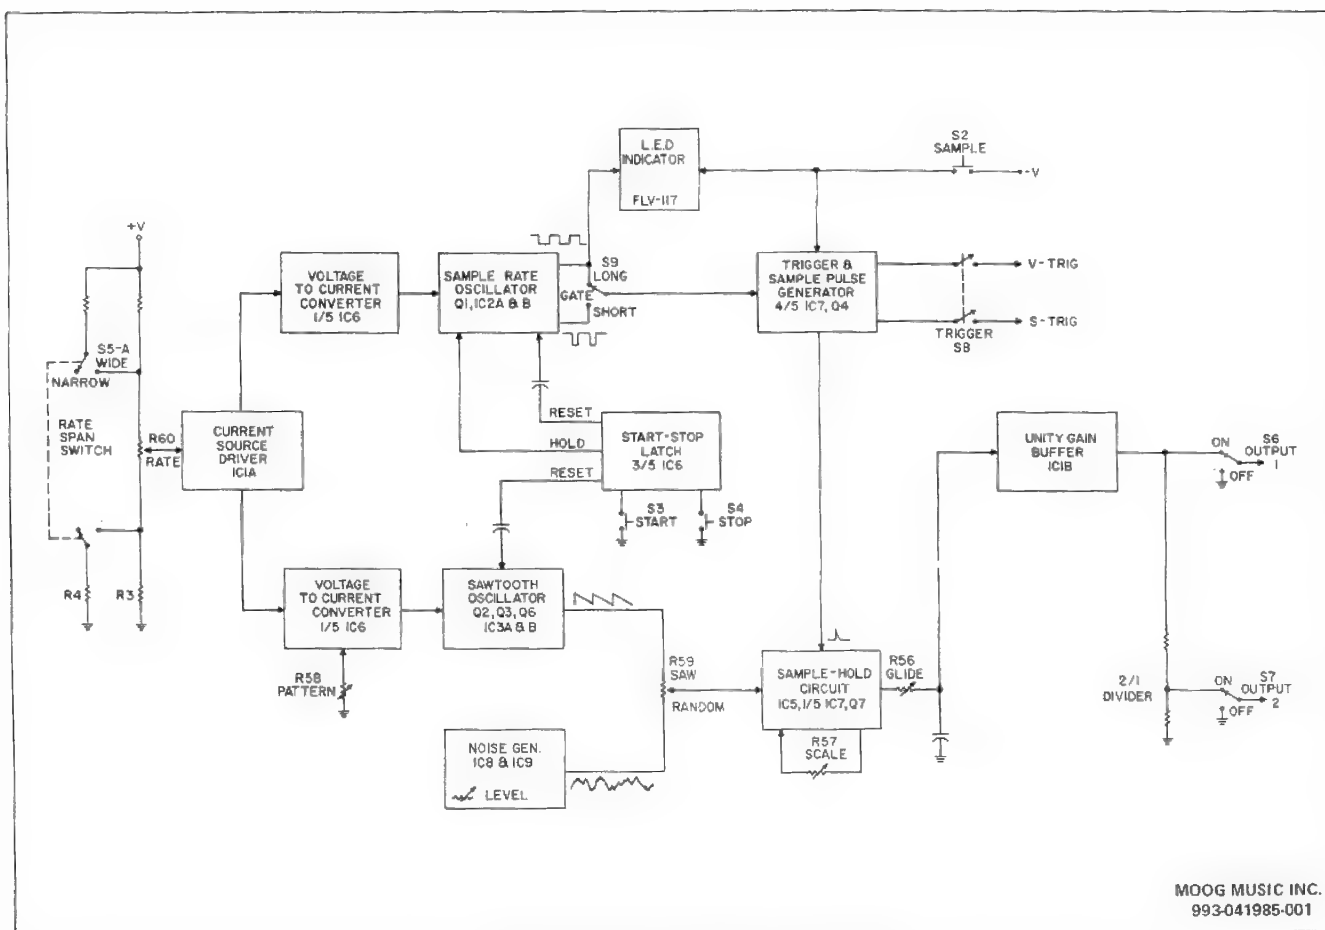 L.E.D
INDICATOR
FLV-117
S2
SAMPLE
-V
+V
VOLTAGE
TO CURRENT
CONVERTER
1/5 IC6
SAMPLE RATE
OSCILLATOR
Q1, IC2A & B
S9
LONG
GATE
SHORT
TRIGGER &
SAMPLE PULSE
GENERATOR
4/5 IC7, Q4
V-TRIG
S-TRIG
TRIGGER
S8
S5-A
WIDE
NARROW
RATE
SPAN
SWITCH
R60
RATE
CURRENT
SOURCE
DRIVER
IC1A
RESET
HOLD
RESET
START-STOP
LATCH
3/5 IC6
S3
START
S4
STOP
UNITY GAIN
BUFFER
IC1B
ON
S6
OUTPUT
1
OFF
R4
R3
VOLTAGE
TO CURRENT
CONVERTER
1/5 IC6
SAWTOOTH
OSCILLATOR
Q2, Q3, Q6
IC3A & B
R58
PATTERN
R59
SAW
RANDOM
SAMPLE-HOLD
CIRCUIT
IC5, 1/5 IC7, Q7
R56
GLIDE
R57
SCALE
2/1
DIVIDER
ON
S7
OUTPUT
2
OFF
NOISE GEN.
IC8 & IC9
LEVEL
MOOG MUSIC INC.
993-041985-001